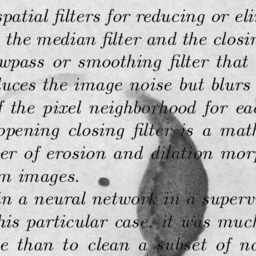 spatial filters for reducing or eli
the median filter and the closin
wpass or smoothing filter that
duces the image noise but blurs
f the pixel neighborhood for ea
opening closing filter is a math
er of erosion and dilation morp
m images.
in a neural network in a superv
his particular case, it was much
e than to clean a subset of no